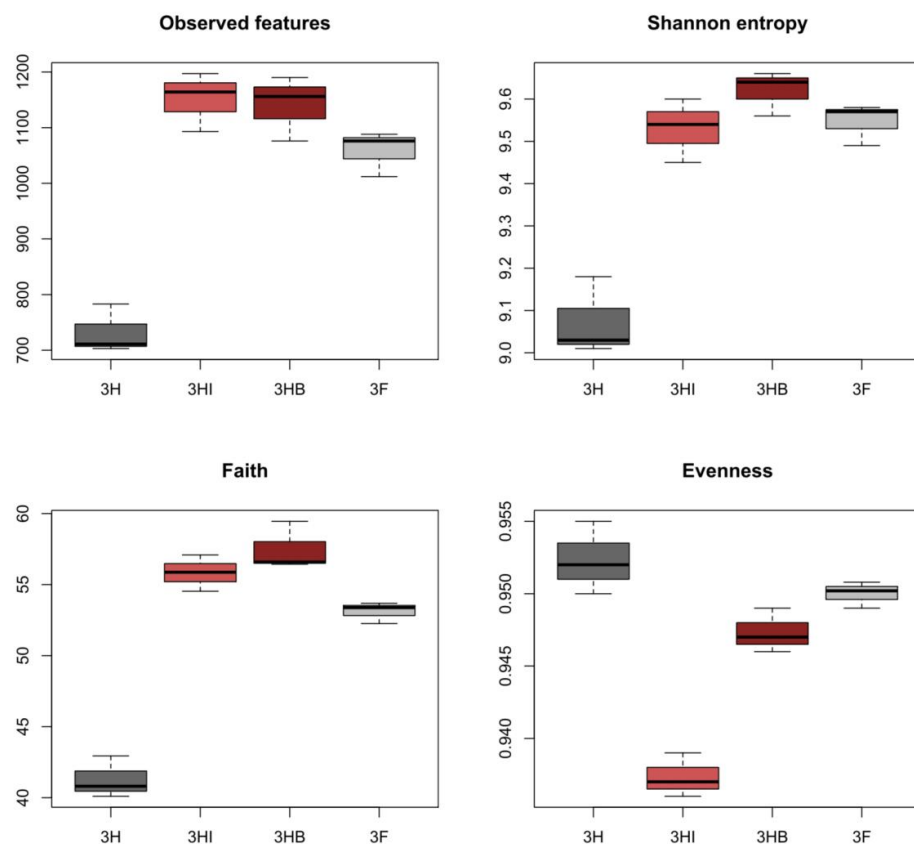 Observed features
1200
1100
1000
900
800
700
3H 3HI 3HB 3F
Shannon entropy
9.6
9.5
9.4
9.3
9.2
9.1
9.0
3H 3HI 3HB 3F
Faith
60
55
50
45
40
3H 3HI 3HB 3F
Evenness
0.955
0.950
0.945
0.940
3H 3HI 3HB 3F